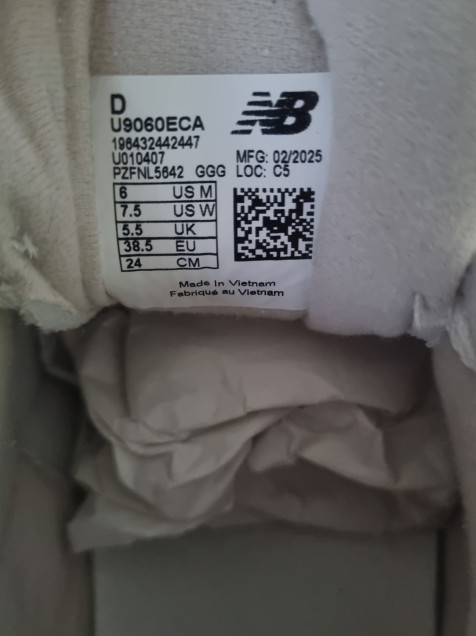 D
U9060ECA
196432442447
U010407
PZFNL5642 GGG
NB
MFG: 02/2025
LOC: C5
6 US M
7.5 US W
5.5 UK
38.5 EU
24 CM
Made In Vietnam
Fabriqué au Vietnam